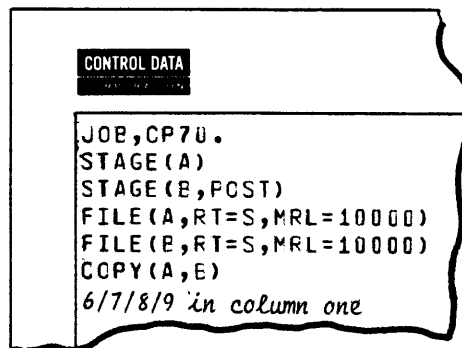 CONTROL DATA
JOB,CP70.
STAGE(A)
STAGE(B,POST)
FILE(A,RT=S,MRL=10000)
FILE(B,RT=S,MRL=10000)
COPY(A,B)
6/7/8/9 in column one